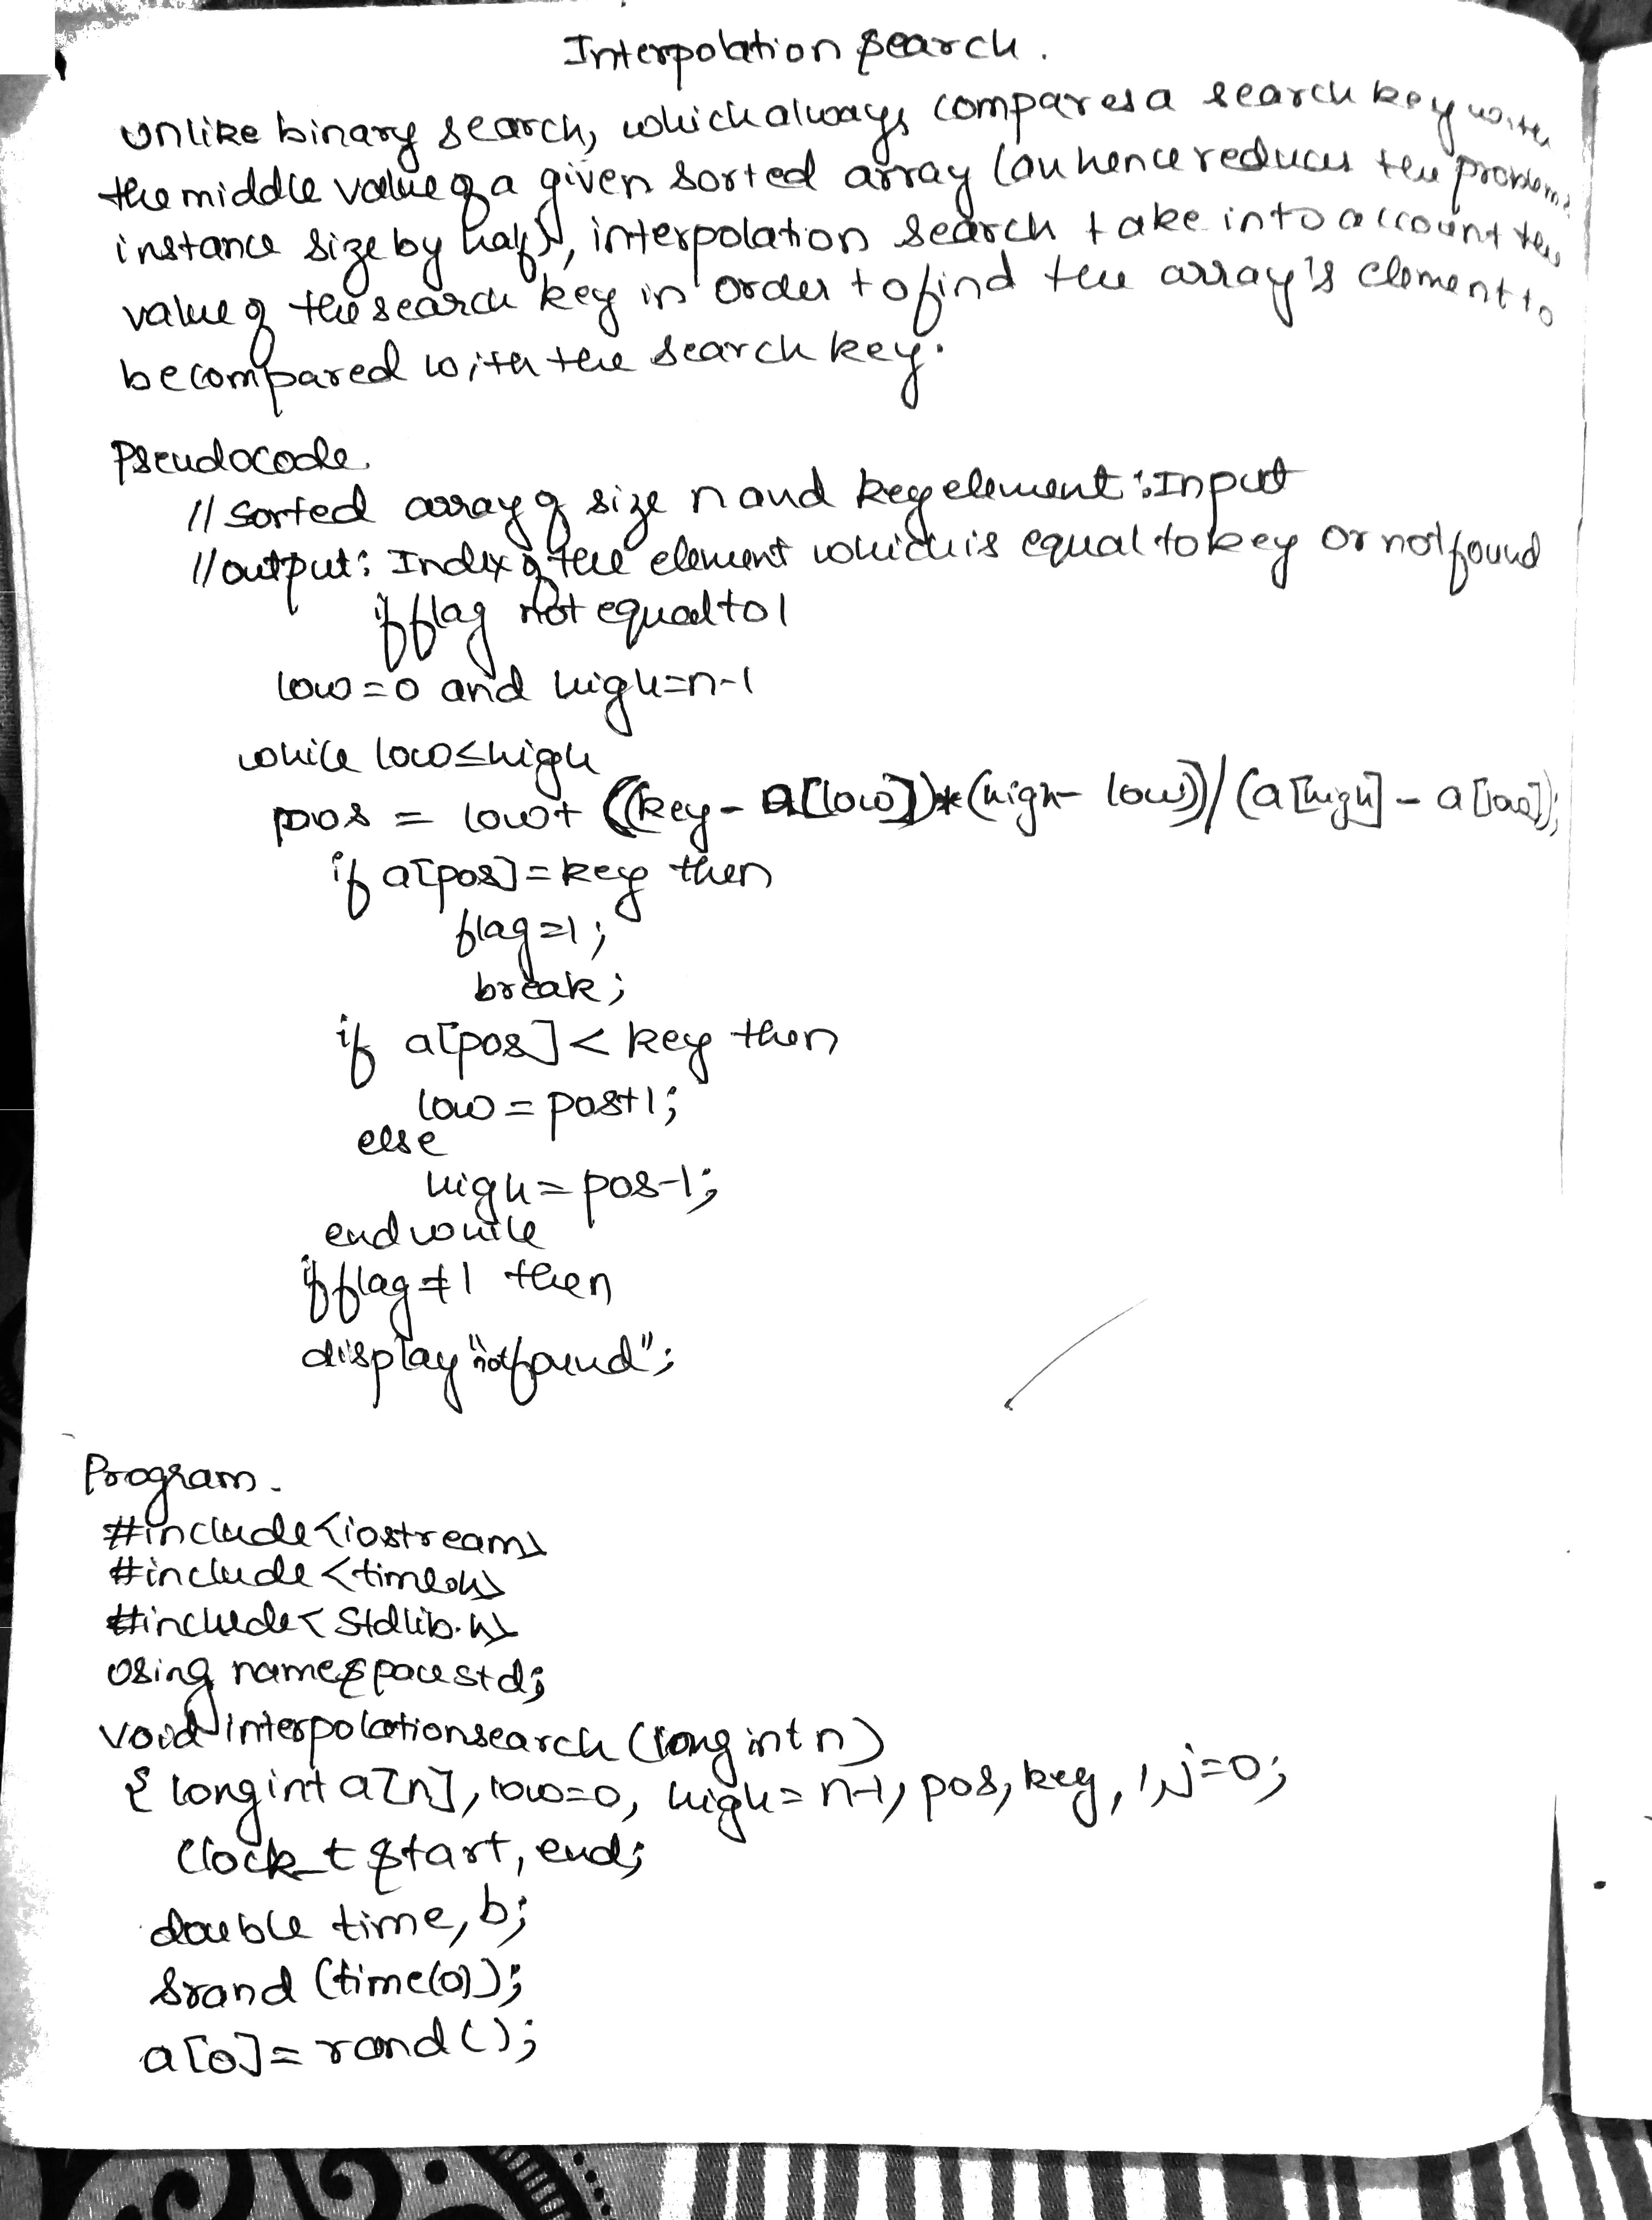 Interpolation search.
Unlike binary search, which always compares a search key with
the middle value of a given sorted array (an hence reduces the problem's
instance size by half), interpolation search take into account the
value of the search key in order to find the array's element to
be compared with the search key.
Pseudocode.
// Sorted array of size n and key element : Input
// output: Index of the element which is equal to key or not found
if flag not equal to 1
low=0 and high=n-1
while low≤high
pos = low+ ((key- a[low])*(high- low))/(a[high] - a[low]);
if a[pos]=key then
flag=1;
break;
if a[pos] < key then
low = pos+1;
else
high=pos-1;
end while
if flag≠1 then
display "not found";
Program.
#include<iostream>
#include <time.h>
#include< stdlib.h>
Using namespace std;
void interpolationsearch (long int n)
{ long int a[n], low=0, high= n-1, pos, key, i, j=0;
Clock_t start, end;
double time, b;
Srand (time(0));
a[0]= rand();